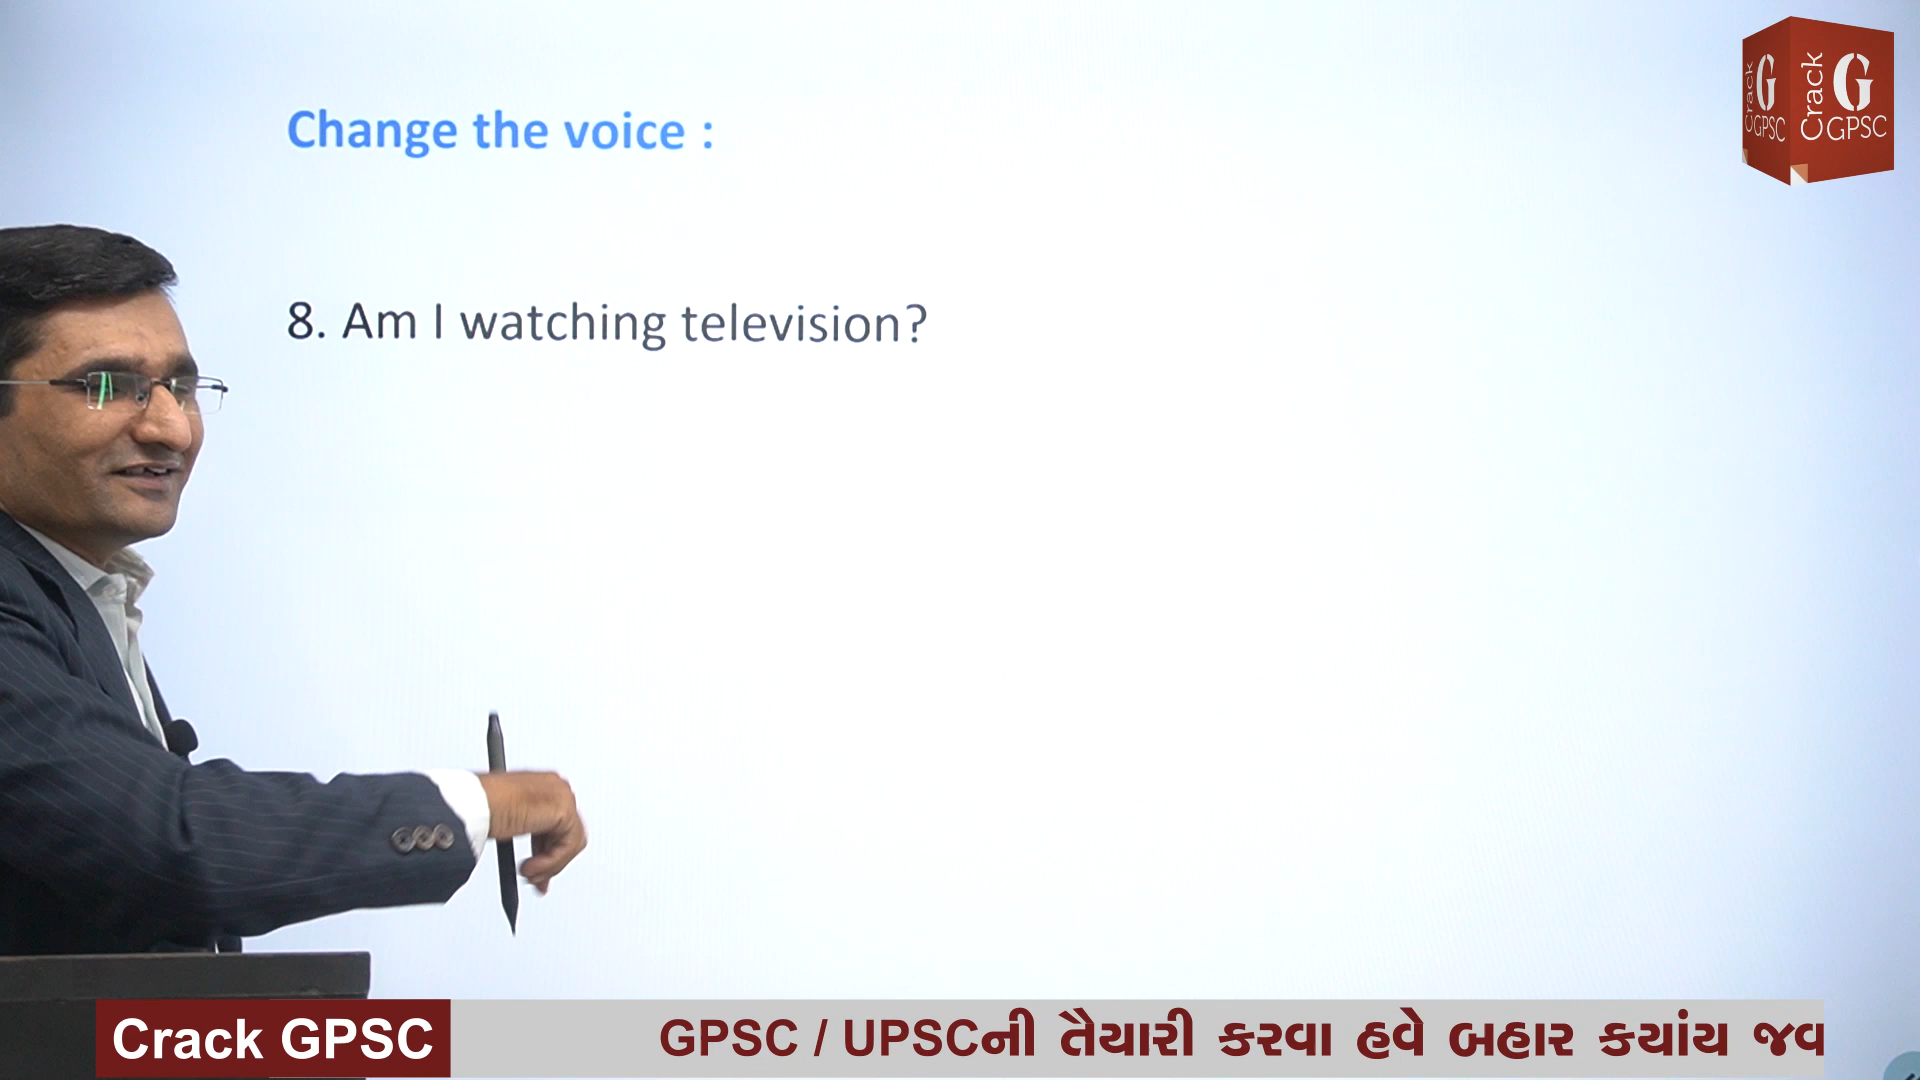 Change the voice :
8. Am I watching television?
Crack
GPSC
G
Crack
GPSC
G
Crack GPSC
GPSC / UPSCની તૈયારી કરવા હવે બહાર કયાંય જવ